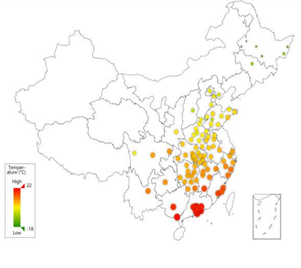 Temper-
ature (°C)
High
22
-18
Low